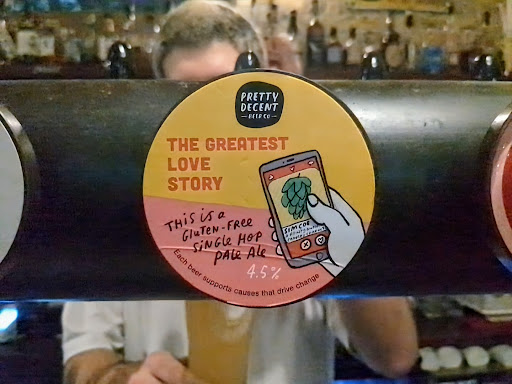 PRETTY
DECENT
BEER CO
THE GREATEST
LOVE
STORY
THIS IS A
GLUTEN-FREE
SINGLE HOP
PALE ALE
4.5%
SIMCOE
Each beer supports causes that drive change